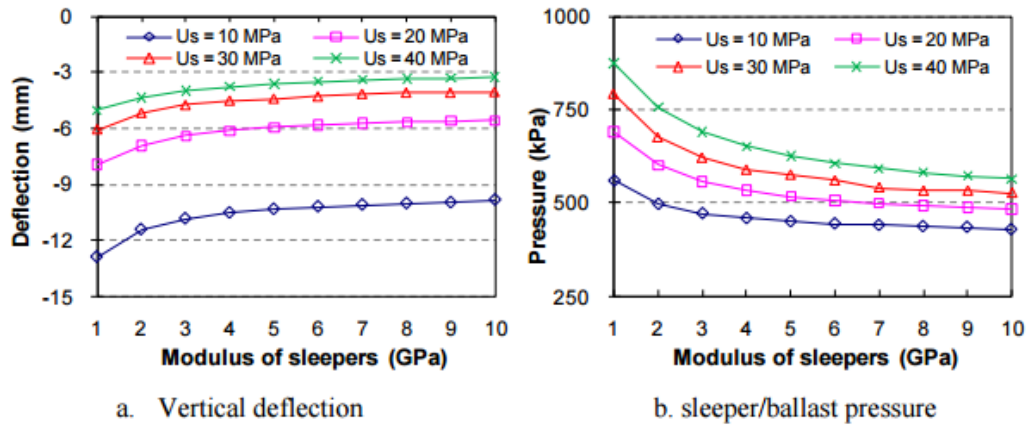 Us = 10 MPa
Us = 20 MPa
Us = 30 MPa
Us = 40 MPa
0
-3
-6
-9
-12
-15
Deflection (mm)
1 2 3 4 5 6 7 8 9 10
Modulus of sleepers (GPa)
a. Vertical deflection
Us = 10 MPa
Us = 20 MPa
Us = 30 MPa
Us = 40 MPa
1000
750
500
250
Pressure (kPa)
1 2 3 4 5 6 7 8 9 10
Modulus of sleepers (GPa)
b. sleeper/ballast pressure